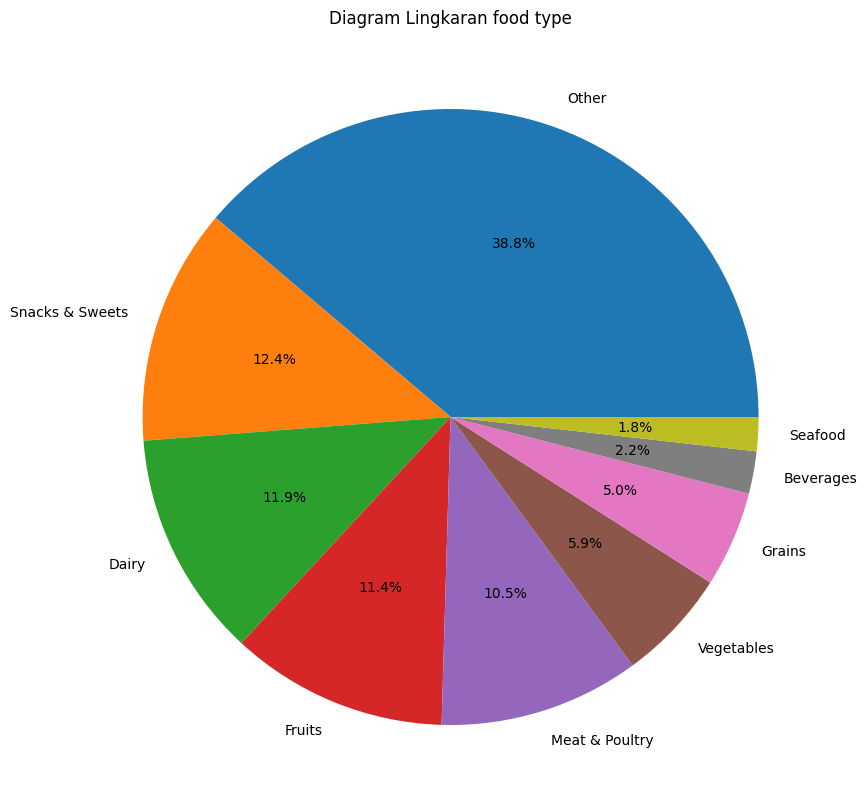 Diagram Lingkaran food type
Other
38.8%
Snacks & Sweets
12.4%
Dairy
11.9%
Fruits
11.4%
Meat & Poultry
10.5%
Vegetables
5.9%
Grains
5.0%
Beverages
2.2%
Seafood
1.8%